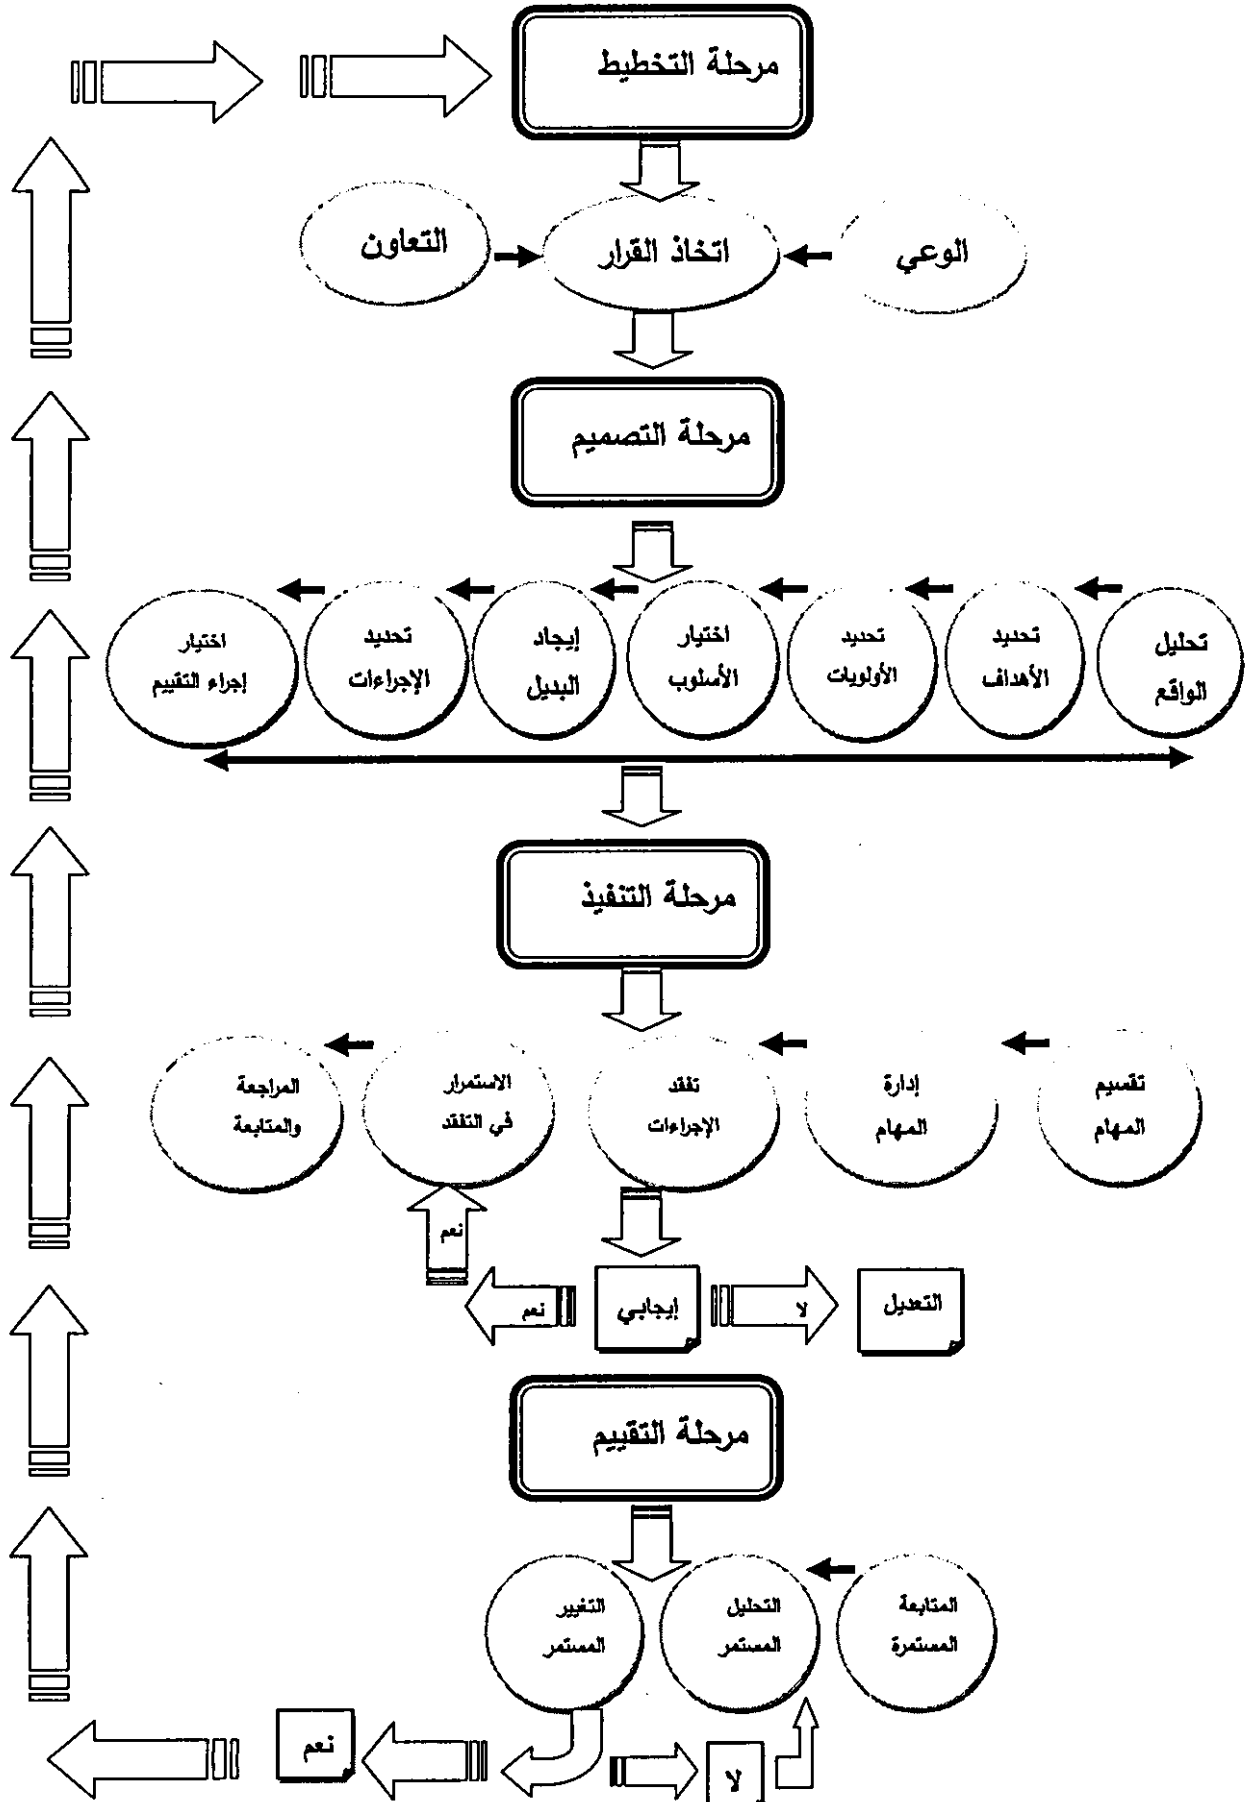 مرحلة التخطيط
الوعي
اتخاذ القرار
التعاون
مرحلة التصميم
تحليل
الواقع
تحديد
الأهداف
تحديد
الأولويات
اختيار
الأسلوب
إيجاد
البديل
تحديد
الإجراءات
اختيار
إجراء التقييم
مرحلة التنفيذ
تقسيم
المهام
إدارة
المهام
تفقد
الإجراءات
الاستمرار
في التفقد
المراجعة
والمتابعة
نعم
التعديل
لا
إيجابي
نعم
مرحلة التقييم
المتابعة
المستمرة
التحليل
المستمر
التغيير
المستمر
لا
نعم